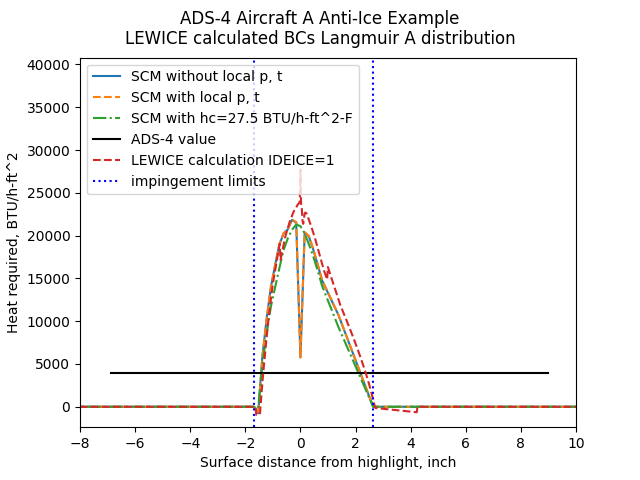 ADS-4 Aircraft A Anti-Ice Example
LEWICE calculated BCs Langmuir A distribution
40000
35000
30000
25000
20000
15000
10000
5000
0
Heat required, BTU/h-ft^2
SCM without local p, t
SCM with local p, t
SCM with hc=27.5 BTU/h-ft^2-F
ADS-4 value
LEWICE calculation IDEICE=1
impingement limits
−8 −6 −4 −2 0 2 4 6 8 10
Surface distance from highlight, inch